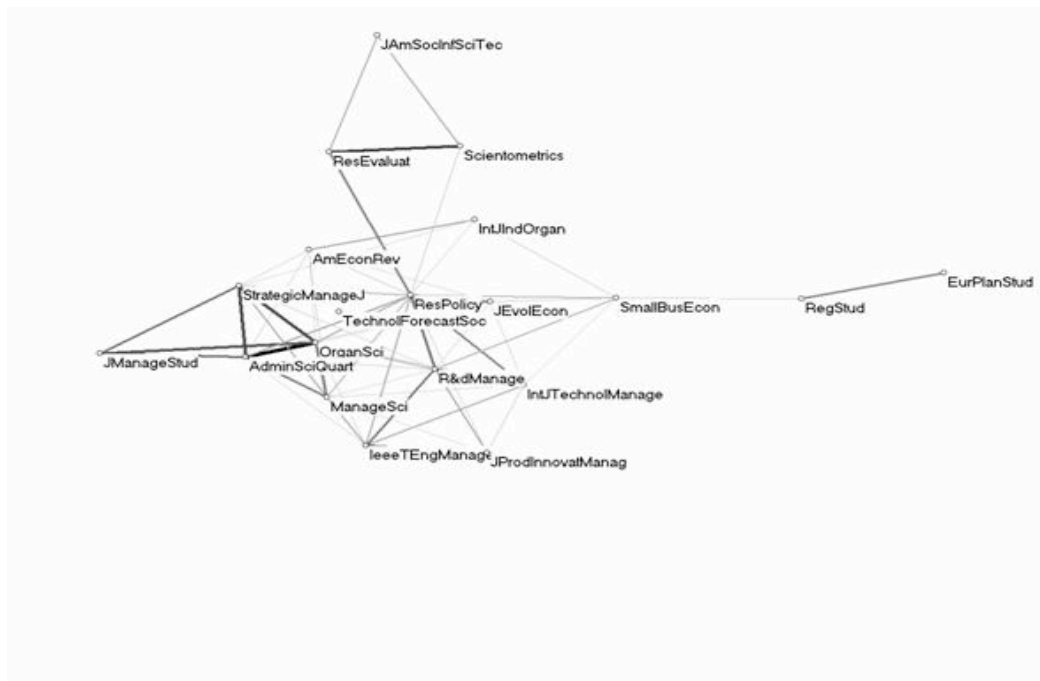 JAmSocInfSciTec
ResEvaluat
Scientometrics
IntJIndOrgan
AmEconRev
EurPlanStud
StrategicManageJ
ResPolicy
JEvolEcon
SmallBusEcon
RegStud
TechnolForecastSoc
OrganSci
JManageStud
AdminSciQuart
R&dManage
IntJTechnolManage
ManageSci
IeeeTEngManage
JProdInnovatManag